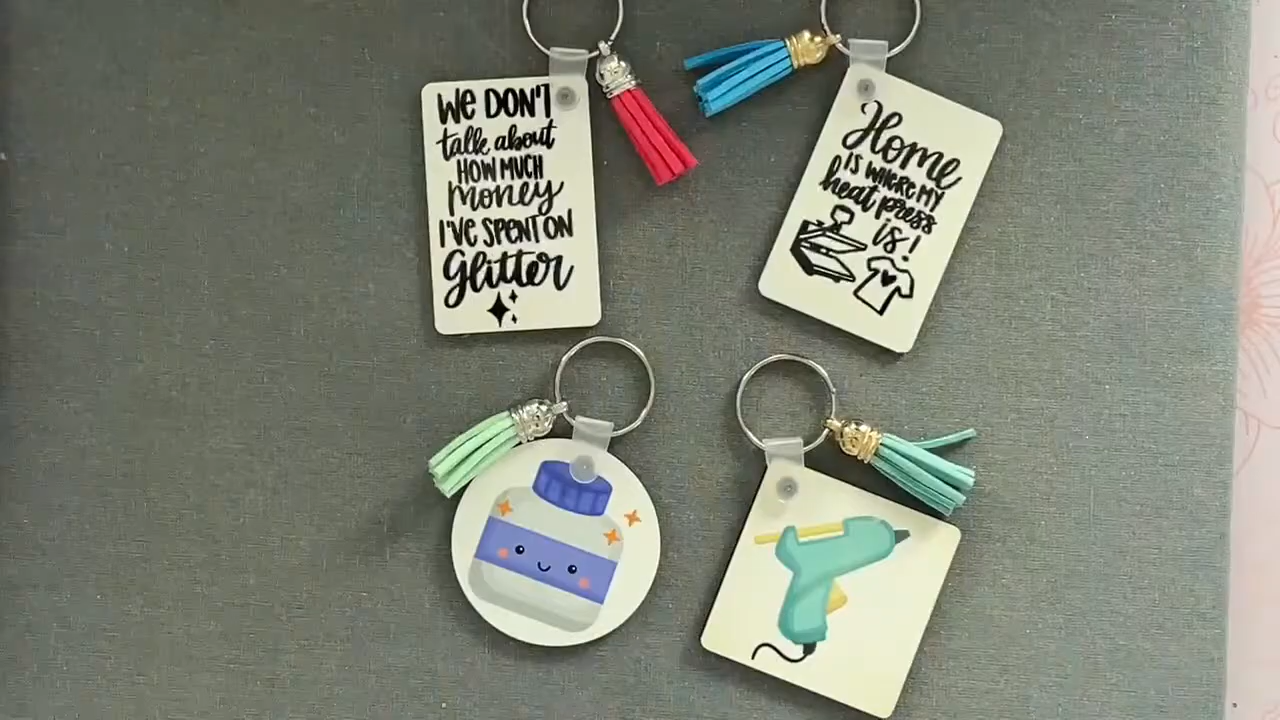 WE DON'T
talk about
HOW MUCH
money
I'VE SPENT ON
Glitter
Home
IS WHERE MY
heat press
is!